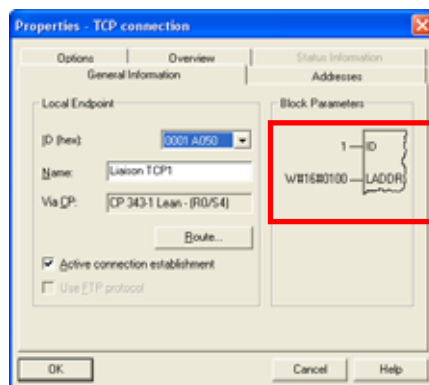 Properties - TCP connection
Options Overview Status Information
General Information Addresses
Local Endpoint Block Parameters
ID (hex): 0001 A050
Name: Liaison TCP1
Via CP: CP 343-1 Lean - (R0/S4)
Route...
Active connection establishment
Use FTP protocol
1 ID
W#16#0100 LADDR
OK Cancel Help